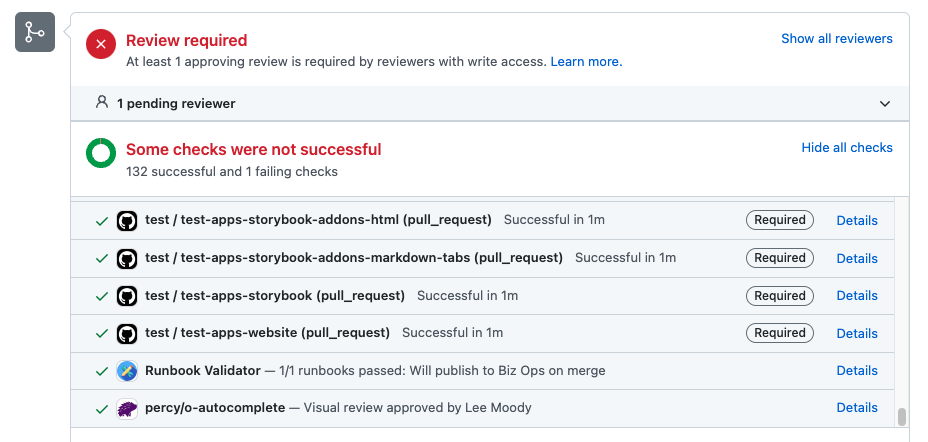 Review required
Show all reviewers
At least 1 approving review is required by reviewers with write access. Learn more.
1 pending reviewer
Some checks were not successful
Hide all checks
132 successful and 1 failing checks
test / test-apps-storybook-addons-html (pull_request) Successful in 1m Required Details
test / test-apps-storybook-addons-markdown-tabs (pull_request) Successful in 1m Required Details
test / test-apps-storybook (pull_request) Successful in 1m Required Details
test / test-apps-website (pull_request) Successful in 1m Required Details
Runbook Validator — 1/1 runbooks passed: Will publish to Biz Ops on merge Details
percy/o-autocomplete — Visual review approved by Lee Moody Details